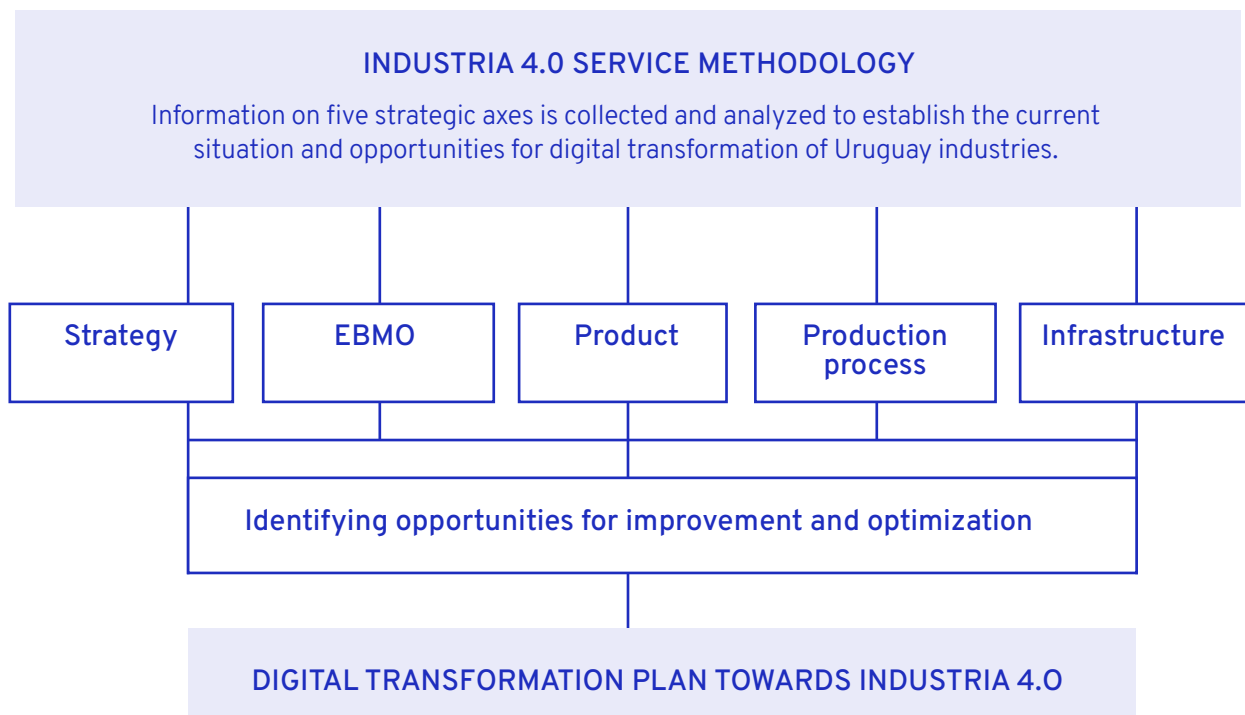 INDUSTRIA 4.0 SERVICE METHODOLOGY
Information on five strategic axes is collected and analyzed to establish the current
situation and opportunities for digital transformation of Uruguay industries.
Strategy
EBMO
Product
Production
process
Infrastructure
Identifying opportunities for improvement and optimization
DIGITAL TRANSFORMATION PLAN TOWARDS INDUSTRIA 4.O